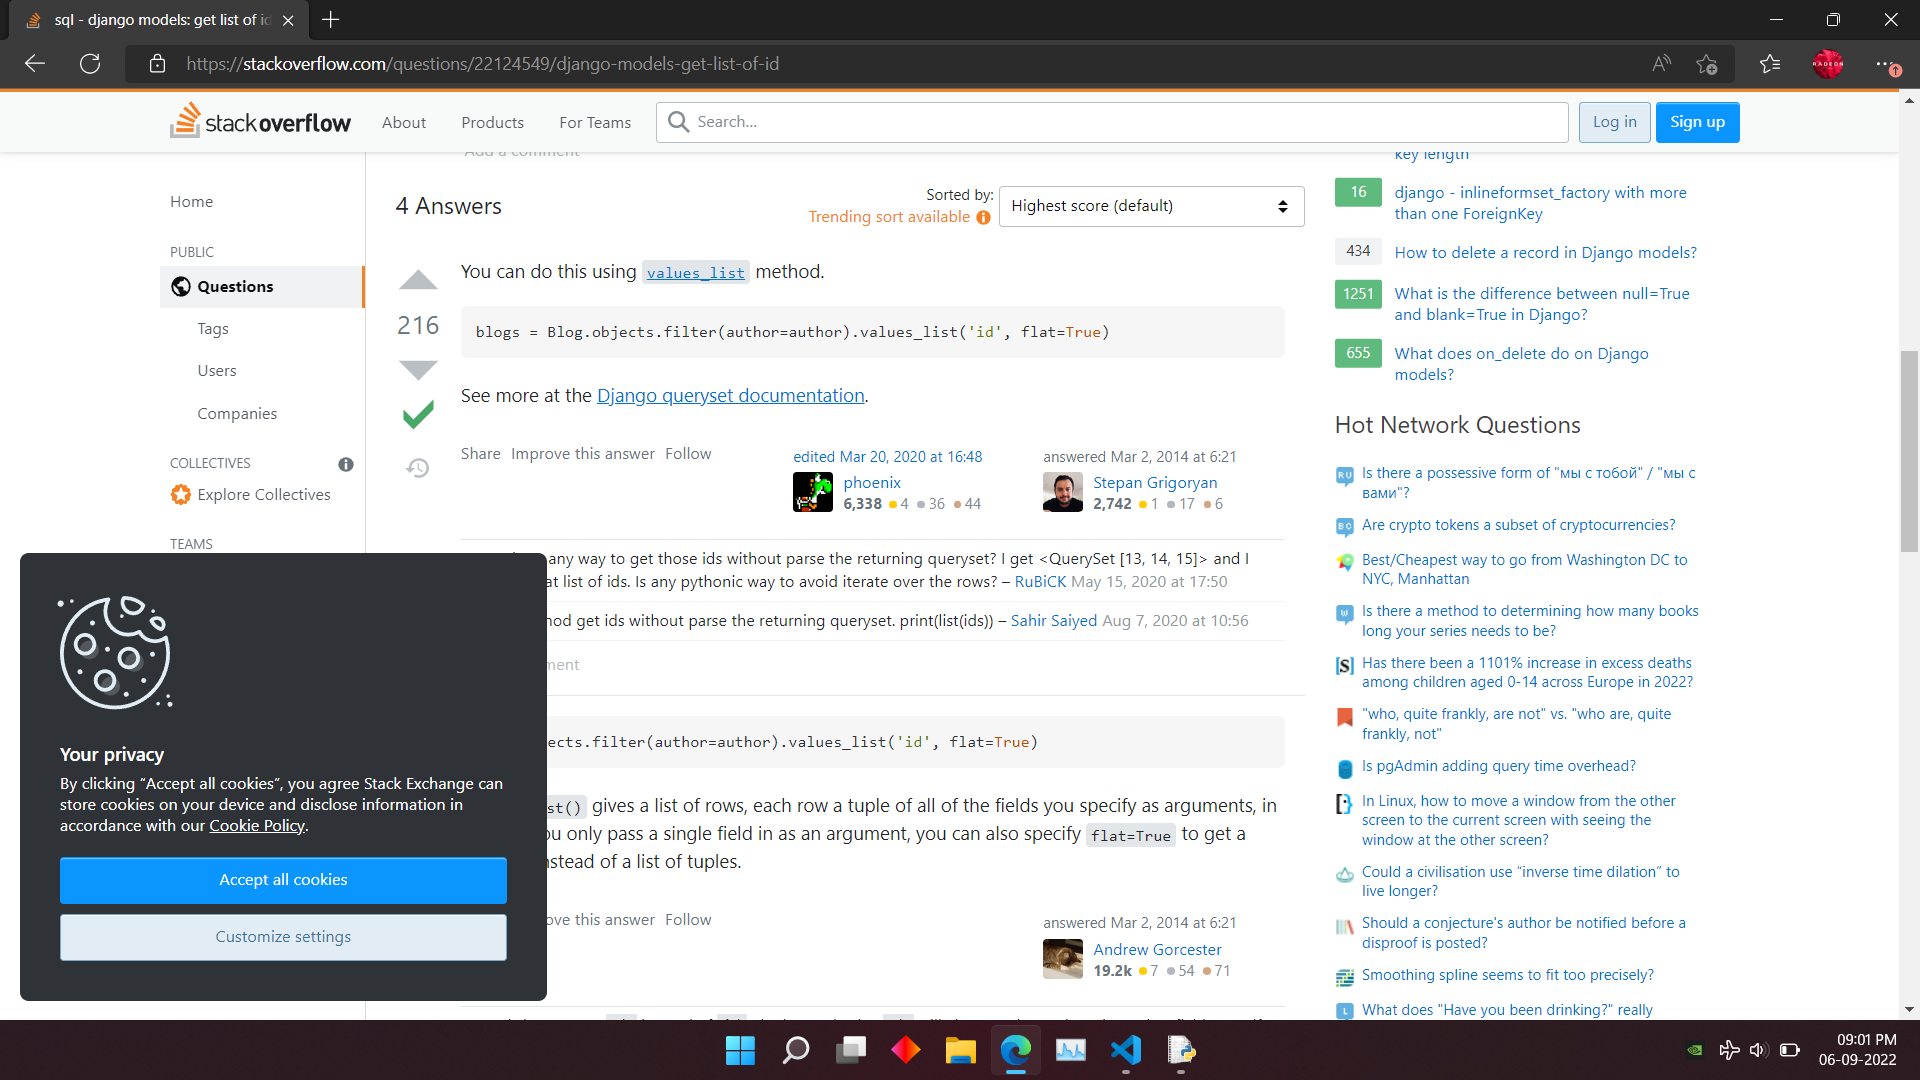 sql - django models: get list of id
https://stackoverflow.com/questions/22124549/django-models-get-list-of-id
stack overflow
About
Products
For Teams
Search...
Log in
Sign up
Home
PUBLIC
Questions
Tags
Users
Companies
COLLECTIVES
Explore Collectives
TEAMS
Add a comment
4 Answers
Sorted by:
Trending sort available
Highest score (default)
216
You can do this using values_list method.
blogs = Blog.objects.filter(author=author).values_list('id', flat=True)
See more at the Django queryset documentation.
Share Improve this answer Follow
edited Mar 20, 2020 at 16:48
phoenix
6,338 4 36 44
answered Mar 2, 2014 at 6:21
Stepan Grigoryan
2,742 1 17 6
any way to get those ids without parse the returning queryset? I get <QuerySet [13, 14, 15]> and I
at list of ids. Is any pythonic way to avoid iterate over the rows? – RuBiCK May 15, 2020 at 17:50
nod get ids without parse the returning queryset. print(list(ids)) – Sahir Saiyed Aug 7, 2020 at 10:56
ment
ects.filter(author=author).values_list('id', flat=True)
st() gives a list of rows, each row a tuple of all of the fields you specify as arguments, in
ou only pass a single field in as an argument, you can also specify flat=True to get a
nstead of a list of tuples.
ove this answer Follow
answered Mar 2, 2014 at 6:21
Andrew Gorcester
19.2k 7 54 71
Your privacy
By clicking “Accept all cookies”, you agree Stack Exchange can
store cookies on your device and disclose information in
accordance with our Cookie Policy.
Accept all cookies
Customize settings
key length
16 django - inlineformset_factory with more
than one ForeignKey
434 How to delete a record in Django models?
1251 What is the difference between null=True
and blank=True in Django?
655 What does on_delete do on Django
models?
Hot Network Questions
Is there a possessive form of "мы с тобой" / "мы с
вами"?
Are crypto tokens a subset of cryptocurrencies?
Best/Cheapest way to go from Washington DC to
NYC, Manhattan
Is there a method to determining how many books
long your series needs to be?
Has there been a 1101% increase in excess deaths
among children aged 0-14 across Europe in 2022?
"who, quite frankly, are not" vs. "who are, quite
frankly, not"
Is pgAdmin adding query time overhead?
In Linux, how to move a window from the other
screen to the current screen with seeing the
window at the other screen?
Could a civilisation use “inverse time dilation” to
live longer?
Should a conjecture's author be notified before a
disproof is posted?
Smoothing spline seems to fit too precisely?
What does "Have you been drinking?" really
09:01 PM
06-09-2022